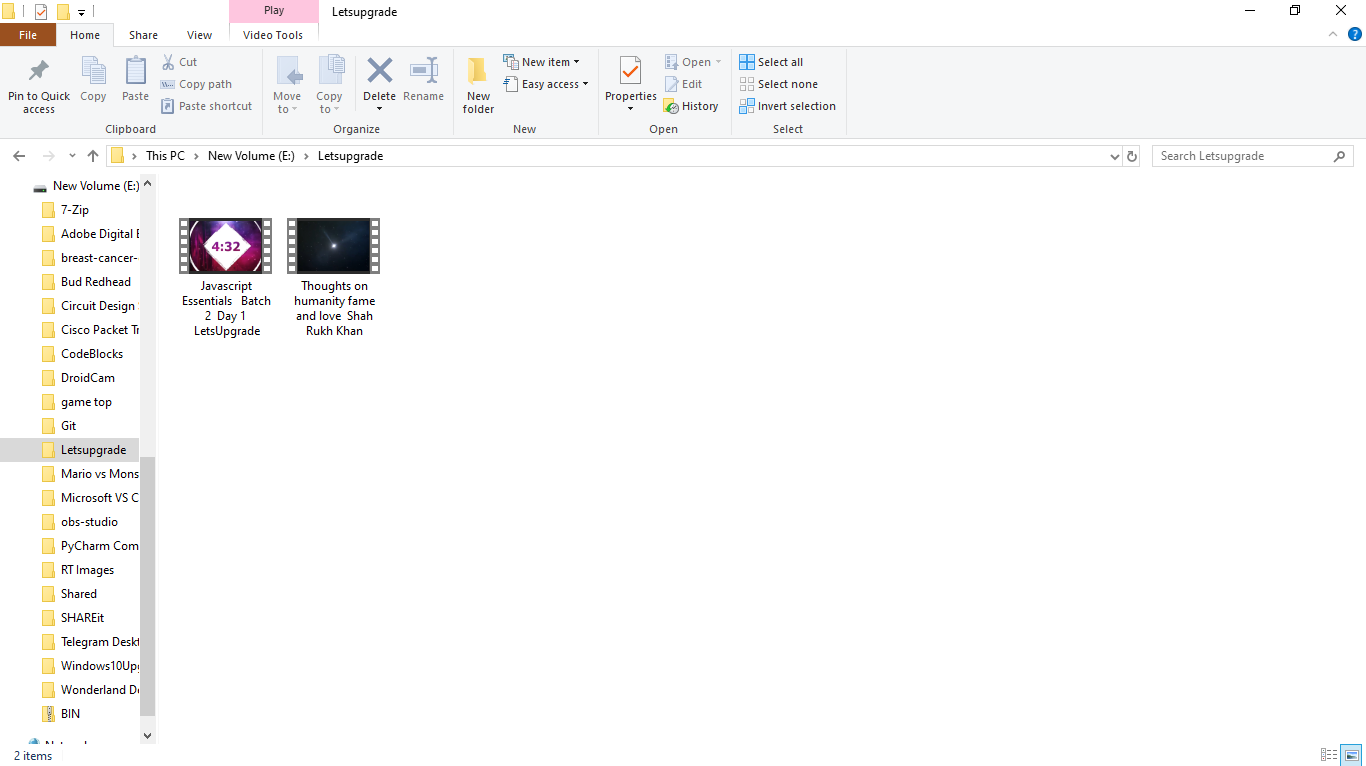 Play
Letsupgrade
File
Home
Share
View
Video Tools
Pin to Quick
access
Copy
Paste
Cut
Copy path
Paste shortcut
Clipboard
Move
to
Copy
to
Delete
Rename
Organize
New
folder
New item
Easy access
New
Properties
Open
Edit
History
Open
Select all
Select none
Invert selection
Select
This PC
New Volume (E:)
Letsupgrade
Search Letsupgrade
New Volume (E:)
7-Zip
Adobe Digital E
breast-cancer-
Bud Redhead
Circuit Design
Cisco Packet Tr
CodeBlocks
DroidCam
game top
Git
Letsupgrade
Mario vs Mons
Microsoft VS C
obs-studio
PyCharm Com
RT Images
Shared
SHAREit
Telegram Deskt
Windows10Upg
Wonderland De
BIN
4:32
Javascript
Essentials Batch
2 Day 1
LetsUpgrade
Thoughts on
humanity fame
and love Shah
Rukh Khan
2 items